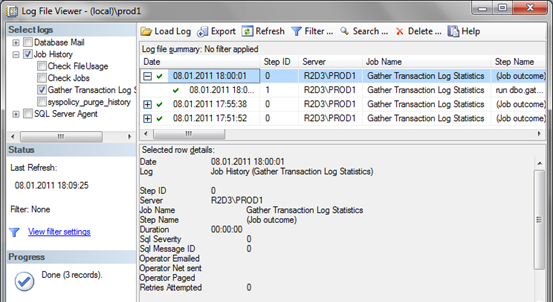 Log File Viewer - (local)\prod1
Select logs
Database Mail
Job History
Check FileUsage
Check Jobs
Gather Transaction Log S
syspolicy_purge_history
SQL Server Agent
Status
Last Refresh:
08.01.2011 18:09:25
Filter: None
View filter settings
Progress
Done (3 records).
Load Log Export Refresh Filter ... Search ... Delete ... Help
Log file summary: No filter applied
Date Step ID Server Job Name Step Name
08.01.2011 18:00:01 0 R2D3\PROD1 Gather Transaction Log Statistics (Job outcome)
08.01.2011 18:0... 1 R2D3\PROD1 Gather Transaction Log Statistics run dbo.gat...
08.01.2011 17:55:38 0 R2D3\PROD1 Gather Transaction Log Statistics (Job outcome)
08.01.2011 17:51:52 0 R2D3\PROD1 Gather Transaction Log Statistics (Job outcome)
Selected row details:
Date 08.01.2011 18:00:01
Log Job History (Gather Transaction Log Statistics)
Step ID 0
Server R2D3\PROD1
Job Name Gather Transaction Log Statistics
Step Name (Job outcome)
Duration 00:00:00
Sql Severity 0
Sql Message ID 0
Operator Emailed
Operator Net sent
Operator Paged
Retries Attempted 0